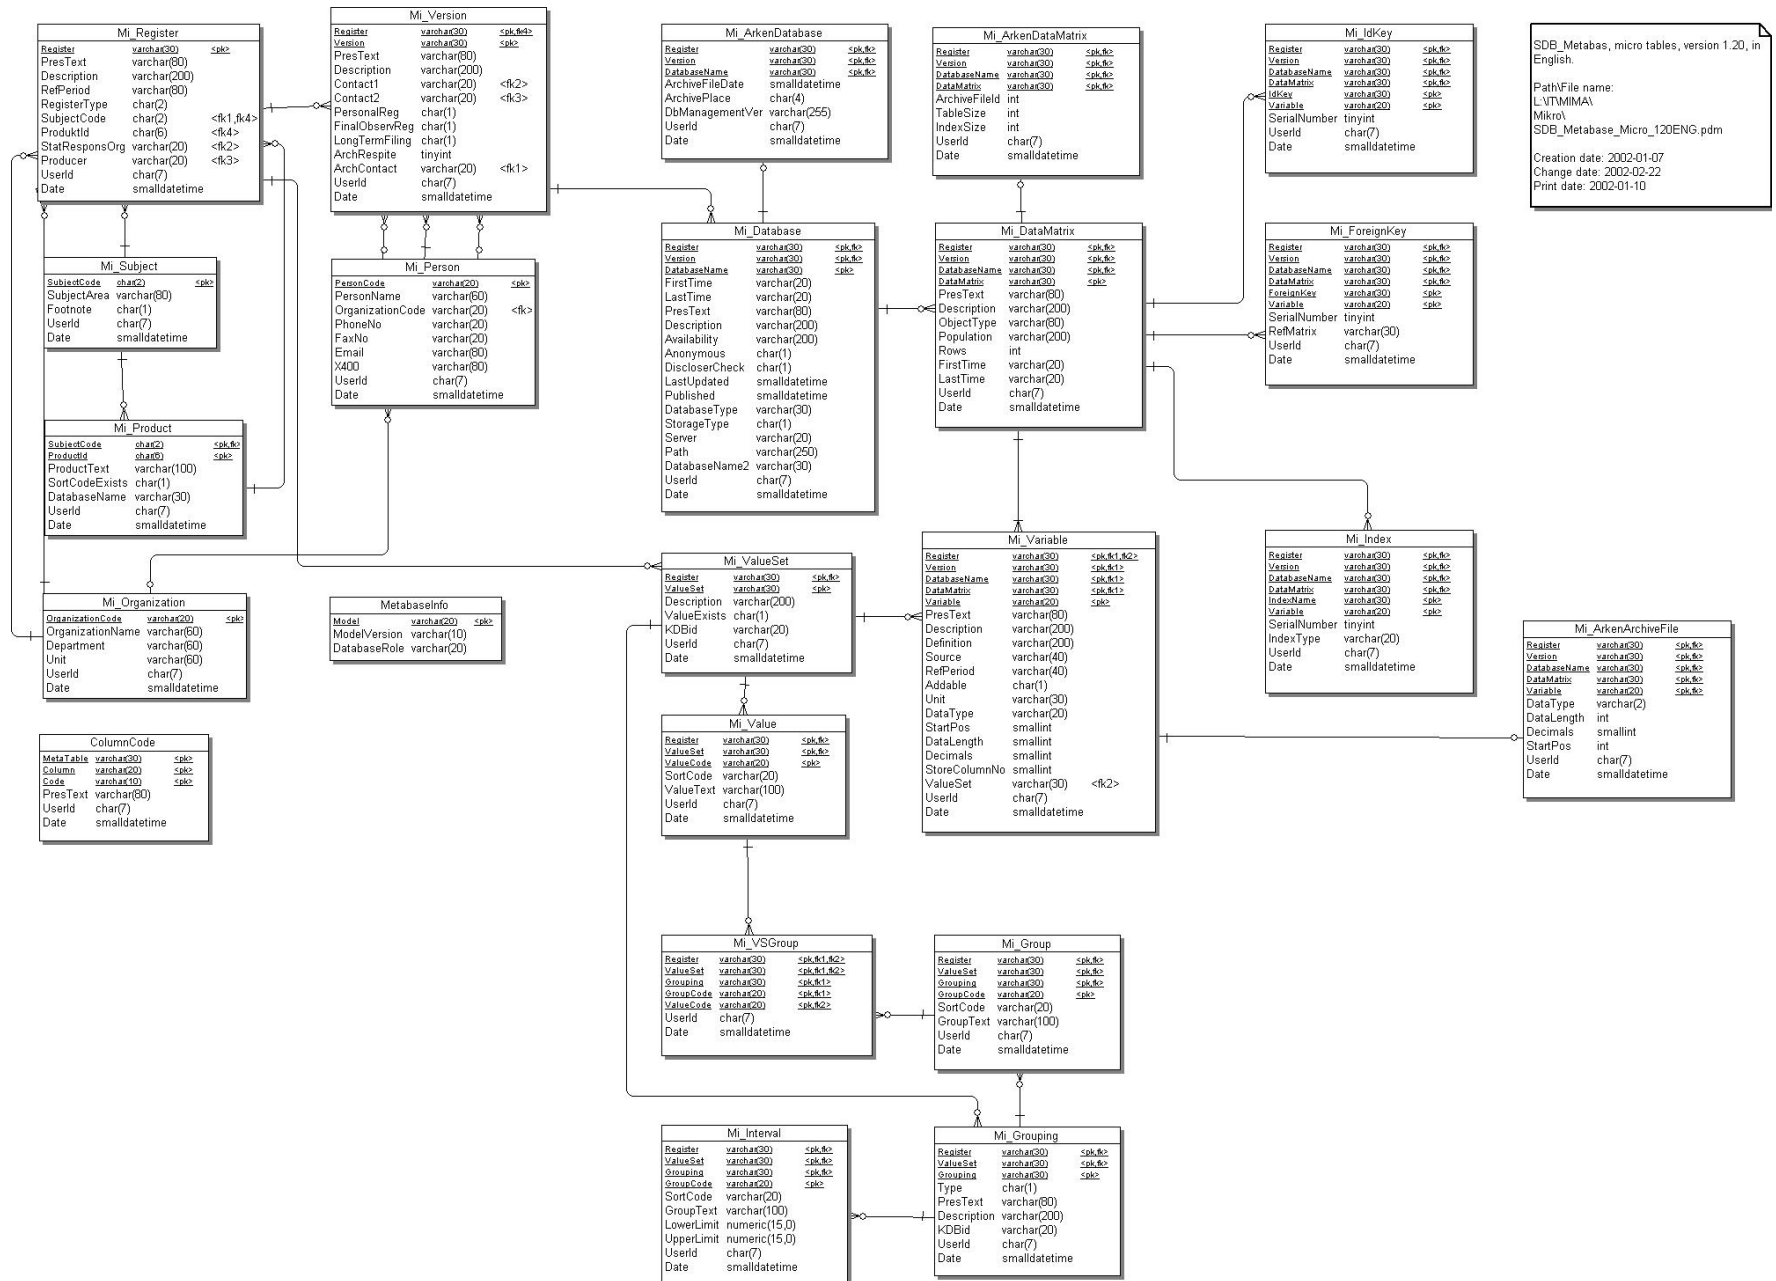 Mi_Register
Register varchar(30) <pk>
PresText varchar(80)
Description varchar(200)
RefPeriod varchar(80)
RegisterType char(2)
SubjectCode char(2) <fk1,fk4>
ProduktId char(6) <fk4>
StatResponsOrg varchar(20) <fk2>
Producer varchar(20) <fk3>
UserId char(7)
Date smalldatetime
Mi_Version
Register varchar(30) <pk,fk4>
Version varchar(30) <pk>
PresText varchar(80)
Description varchar(200)
Contact1 varchar(20) <fk2>
Contact2 varchar(20) <fk3>
PersonalReg char(1)
FinalObservReg char(1)
LongTermFiling char(1)
ArchRespite tinyint
ArchContact varchar(20) <fk1>
UserId char(7)
Date smalldatetime
Mi_ArkenDatabase
Register varchar(30) <pk,fk>
Version varchar(30) <pk,fk>
DatabaseName varchar(30) <pk,fk>
ArchiveFileDate smalldatetime
ArchivePlace char(4)
DbManagementVer varchar(255)
UserId char(7)
Date smalldatetime
Mi_ArkenDataMatrix
Register varchar(30) <pk,fk>
Version varchar(30) <pk,fk>
DatabaseName varchar(30) <pk,fk>
DataMatrix varchar(30) <pk,fk>
ArchiveFileId int
TableSize int
IndexSize int
UserId char(7)
Date smalldatetime
Mi_IdKey
Register varchar(30) <pk,fk>
Version varchar(30) <pk,fk>
DatabaseName varchar(30) <pk,fk>
DataMatrix varchar(30) <pk,fk>
IdKey varchar(30) <pk>
Variable varchar(20) <pk>
SerialNumber tinyint
UserId char(7)
Date smalldatetime
SDB_Metabas, micro tables, version 1.20, in
English.
Path\File name:
L:\IT\MIMA\
Mikro\
SDB_Metabase_Micro_120ENG.pdm
Creation date: 2002-01-07
Change date: 2002-02-22
Print date: 2002-01-10
Mi_Subject
SubjectCode char(2) <pk>
SubjectArea varchar(80)
Footnote char(1)
UserId char(7)
Date smalldatetime
Mi_Person
PersonCode varchar(20) <pk>
PersonName varchar(60)
OrganizationCode varchar(20) <fk>
PhoneNo varchar(20)
FaxNo varchar(20)
Email varchar(80)
X400 varchar(80)
UserId char(7)
Date smalldatetime
Mi_Database
Register varchar(30) <pk,fk>
Version varchar(30) <pk,fk>
DatabaseName varchar(30) <pk>
FirstTime varchar(20)
LastTime varchar(20)
PresText varchar(80)
Description varchar(200)
Availability varchar(200)
Anonymous char(1)
DiscloserCheck char(1)
LastUpdated smalldatetime
Published smalldatetime
DatabaseType varchar(30)
StorageType char(1)
Server varchar(20)
Path varchar(250)
DatabaseName2 varchar(30)
UserId char(7)
Date smalldatetime
Mi_DataMatrix
Register varchar(30) <pk,fk>
Version varchar(30) <pk,fk>
DatabaseName varchar(30) <pk,fk>
DataMatrix varchar(30) <pk>
PresText varchar(80)
Description varchar(200)
ObjectType varchar(80)
Population varchar(200)
Rows int
FirstTime varchar(20)
LastTime varchar(20)
UserId char(7)
Date smalldatetime
Mi_ForeignKey
Register varchar(30) <pk,fk>
Version varchar(30) <pk,fk>
DatabaseName varchar(30) <pk,fk>
DataMatrix varchar(30) <pk,fk>
ForeignKey varchar(30) <pk>
Variable varchar(20) <pk>
SerialNumber tinyint
RefMatrix varchar(30)
UserId char(7)
Date smalldatetime
Mi_Product
SubjectCode char(2) <pk,fk>
ProductId char(6) <pk>
ProductText varchar(100)
SortCodeExists char(1)
DatabaseName varchar(30)
UserId char(7)
Date smalldatetime
Mi_Organization
OrganizationCode varchar(20) <pk>
OrganizationName varchar(60)
Department varchar(60)
Unit varchar(60)
UserId char(7)
Date smalldatetime
MetabaseInfo
Model varchar(20) <pk>
ModelVersion varchar(10)
DatabaseRole varchar(20)
Mi_ValueSet
Register varchar(30) <pk,fk>
ValueSet varchar(30) <pk>
Description varchar(200)
ValueExists char(1)
KDBid varchar(20)
UserId char(7)
Date smalldatetime
Mi_Variable
Register varchar(30) <pk,fk1,fk2>
Version varchar(30) <pk,fk1>
DatabaseName varchar(30) <pk,fk1>
DataMatrix varchar(30) <pk,fk1>
Variable varchar(20) <pk>
PresText varchar(80)
Description varchar(200)
Definition varchar(200)
Source varchar(40)
RefPeriod varchar(40)
Addable char(1)
Unit varchar(30)
DataType varchar(20)
StartPos smallint
DataLength smallint
Decimals smallint
StoreColumnNo smallint
ValueSet varchar(30) <fk2>
UserId char(7)
Date smalldatetime
Mi_Index
Register varchar(30) <pk,fk>
Version varchar(30) <pk,fk>
DatabaseName varchar(30) <pk,fk>
DataMatrix varchar(30) <pk,fk>
IndexName varchar(30) <pk>
Variable varchar(20) <pk>
SerialNumber tinyint
IndexType varchar(20)
UserId char(7)
Date smalldatetime
Mi_ArkenArchiveFile
Register varchar(30) <pk,fk>
Version varchar(30) <pk,fk>
DatabaseName varchar(30) <pk,fk>
DataMatrix varchar(30) <pk,fk>
Variable varchar(20) <pk,fk>
DataType varchar(2)
DataLength int
Decimals smallint
StartPos int
UserId char(7)
Date smalldatetime
ColumnCode
MetaTable varchar(30) <pk>
Column varchar(20) <pk>
Code varchar(10) <pk>
PresText varchar(80)
UserId char(7)
Date smalldatetime
Mi_Value
Register varchar(30) <pk,fk>
ValueSet varchar(30) <pk,fk>
ValueCode varchar(20) <pk>
SortCode varchar(20)
ValueText varchar(100)
UserId char(7)
Date smalldatetime
Mi_VSGroup
Register varchar(30) <pk,fk1,fk2>
ValueSet varchar(30) <pk,fk1,fk2>
Grouping varchar(30) <pk,fk1>
GroupCode varchar(20) <pk,fk1>
ValueCode varchar(20) <pk,fk2>
UserId char(7)
Date smalldatetime
Mi_Group
Register varchar(30) <pk,fk>
ValueSet varchar(30) <pk,fk>
Grouping varchar(30) <pk,fk>
GroupCode varchar(20) <pk>
SortCode varchar(20)
GroupText varchar(100)
UserId char(7)
Date smalldatetime
Mi_Interval
Register varchar(30) <pk,fk>
ValueSet varchar(30) <pk,fk>
Grouping varchar(30) <pk,fk>
GroupCode varchar(20) <pk>
SortCode varchar(20)
GroupText varchar(100)
LowerLimit numeric(15,0)
UpperLimit numeric(15,0)
UserId char(7)
Date smalldatetime
Mi_Grouping
Register varchar(30) <pk,fk>
ValueSet varchar(30) <pk,fk>
Grouping varchar(30) <pk>
Type char(1)
PresText varchar(80)
Description varchar(200)
KDBid varchar(20)
UserId char(7)
Date smalldatetime